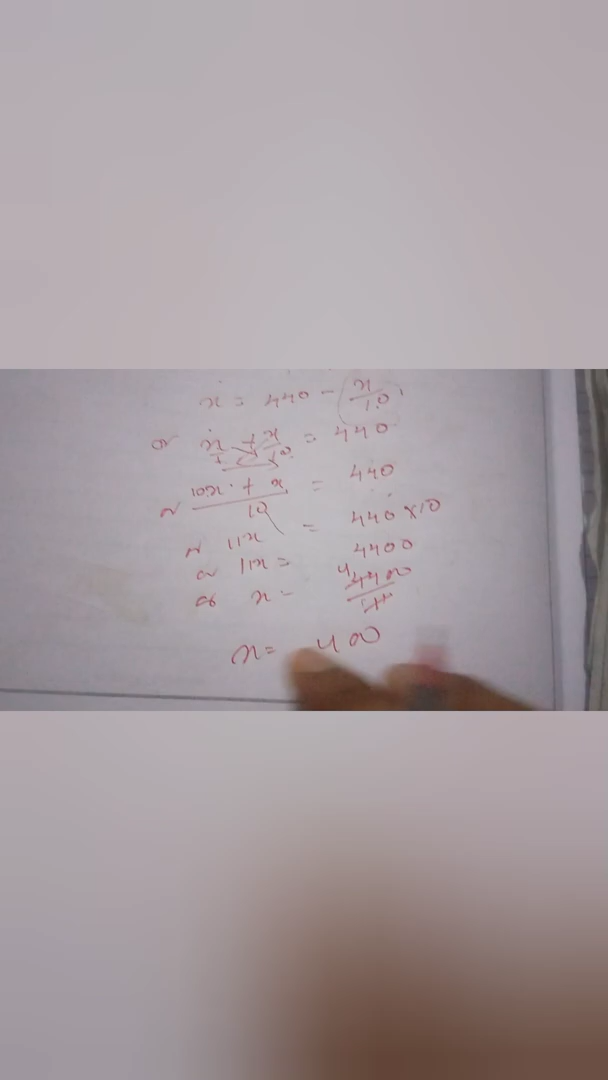 x = 440 - x/10
or x/1 + x/10 = 440
or 10x + x / 10 = 440
or 11x = 440 x 10
or 11x = 4400
or x = 4400/11
x = 400